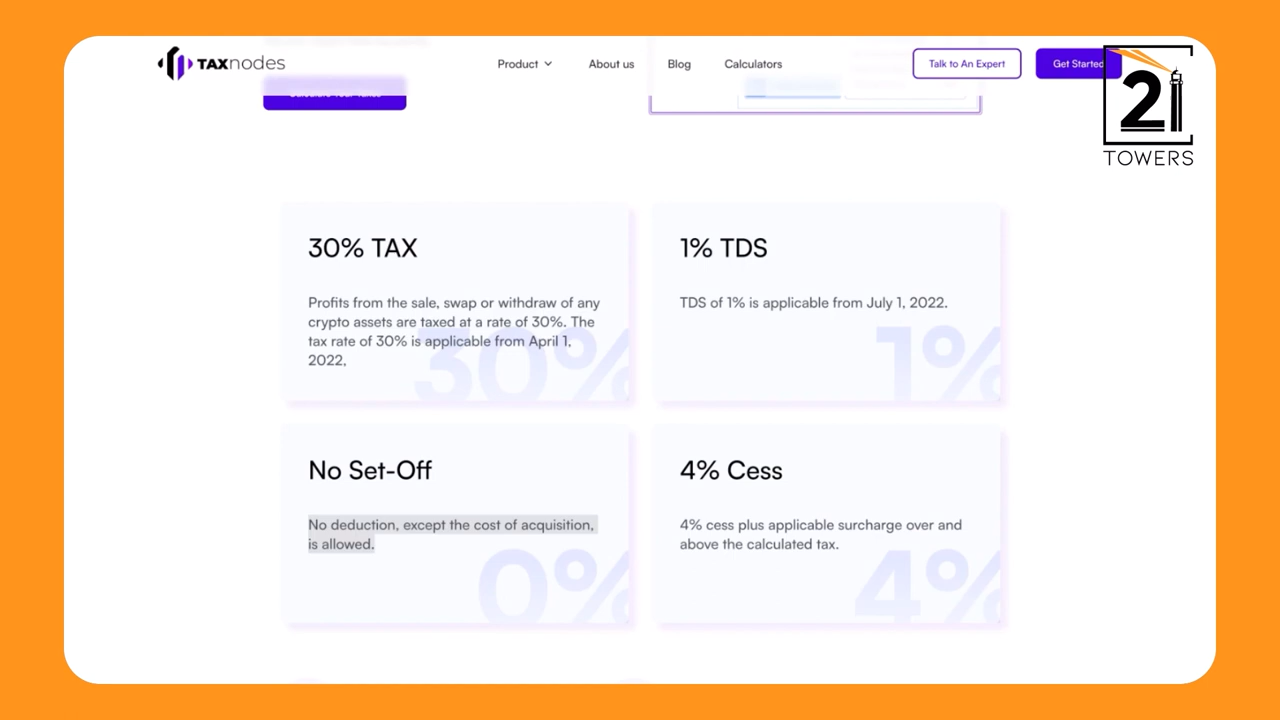 TAXnodes
Product
About us
Blog
Calculators
Talk to An Expert
Get Started
21
TOWERS
30% TAX
Profits from the sale, swap or withdraw of any
crypto assets are taxed at a rate of 30%. The
tax rate of 30% is applicable from April 1,
2022,
30%
1% TDS
TDS of 1% is applicable from July 1, 2022.
1%
No Set-Off
No deduction, except the cost of acquisition,
is allowed.
0%
4% Cess
4% cess plus applicable surcharge over and
above the calculated tax.
4%